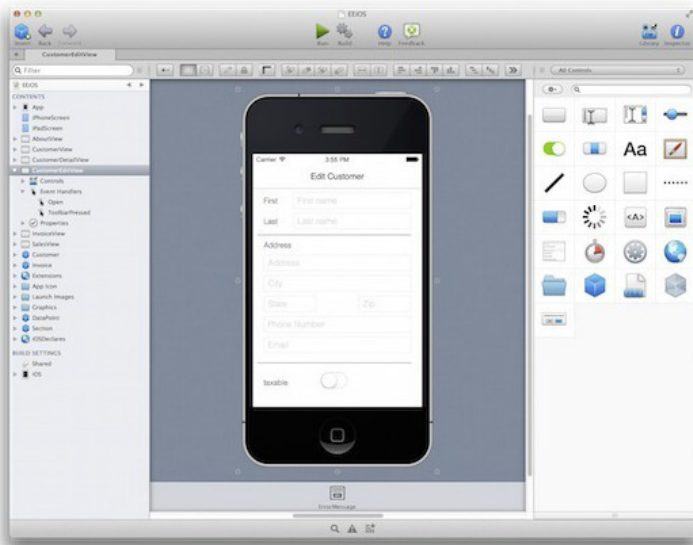 EEiOS
Insert
Back
Forward
Run
Build
Help
Feedback
Library
Inspector
CustomerEditView
Filter
All Controls
EEiOS
CONTENTS
App
iPhoneScreen
iPadScreen
AboutView
CustomerView
CustomerDetailView
CustomerEditView
Controls
Event Handlers
Open
ToolbarPressed
Properties
InvoiceView
SalesView
Customer
Invoice
Extensions
App Icon
Launch Images
Graphics
DataPoint
Section
iOSDeclares
BUILD SETTINGS
Shared
iOS
Carrier
3:55 PM
Edit Customer
First
First name
Last
Last name
Address
Address
City
State
Zip
Phone Number
Email
taxable
Aa
<A>
ErrorMessage